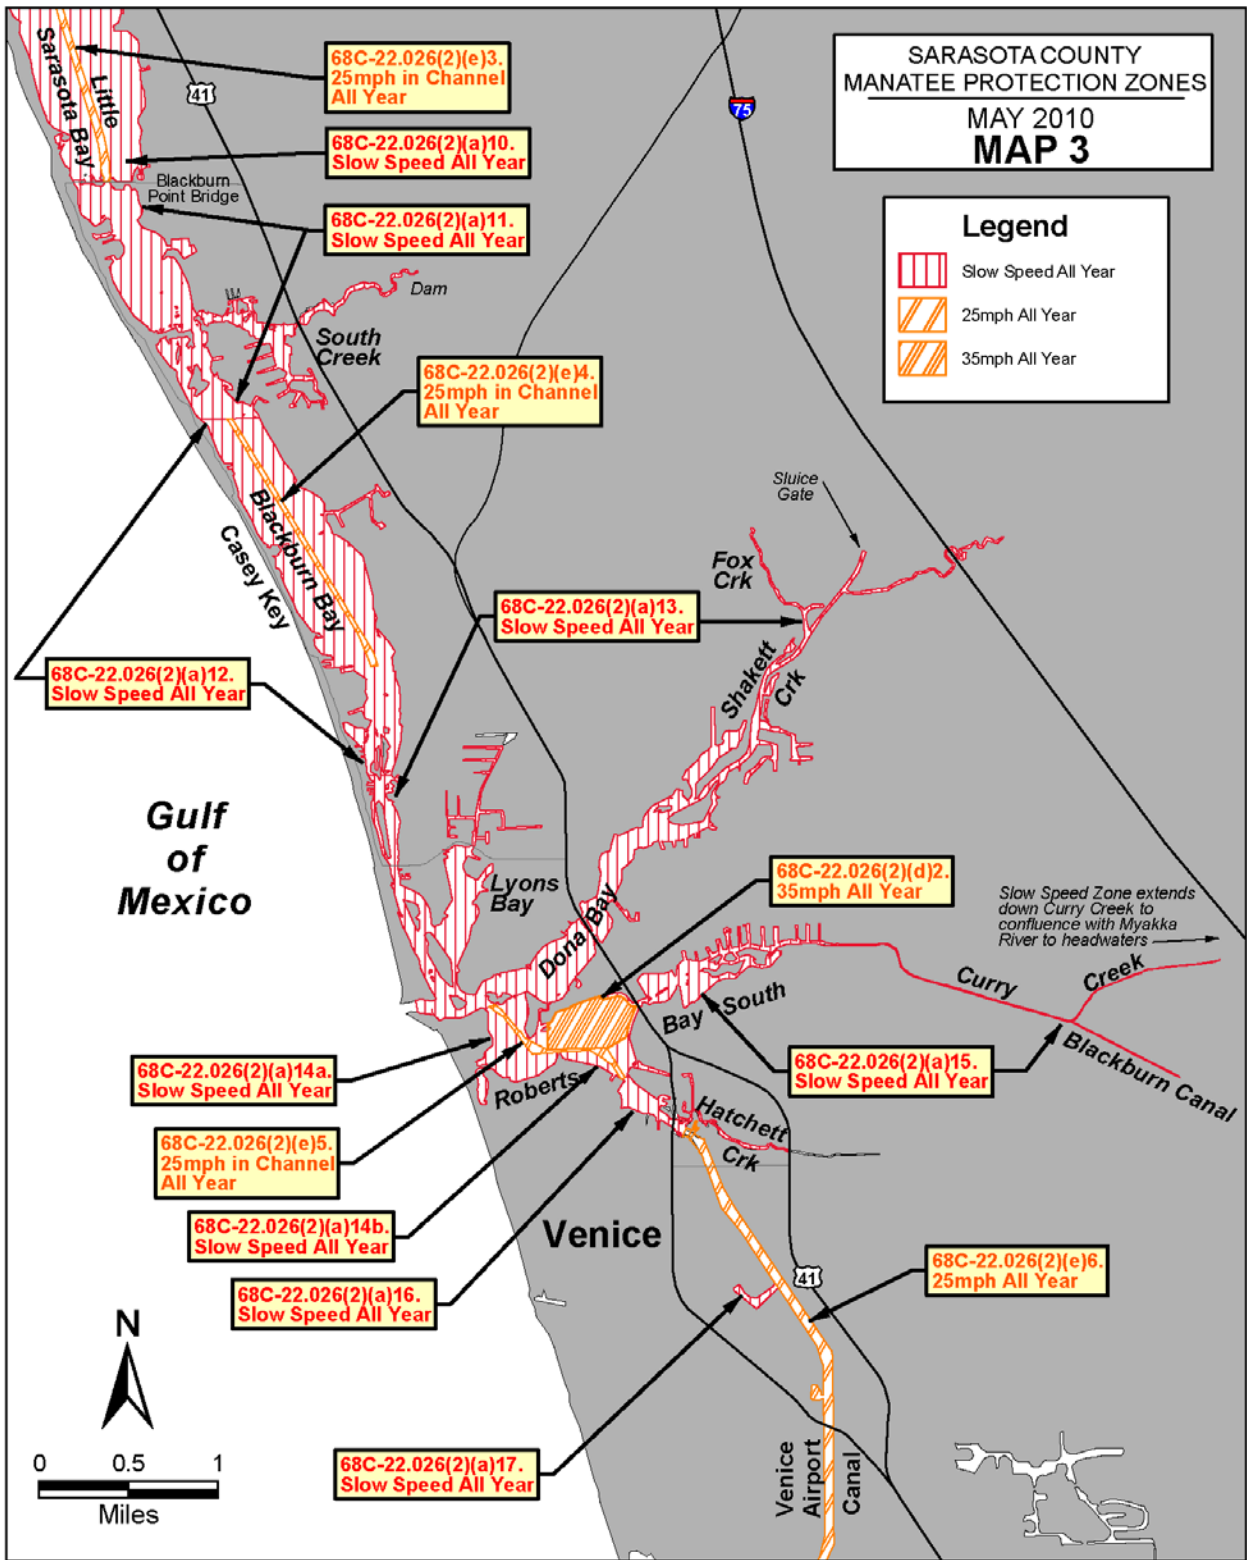 SARASOTA COUNTY
MANATEE PROTECTION ZONES
MAY 2010
MAP 3
Legend
Slow Speed All Year
25mph All Year
35mph All Year
68C-22.026(2)(e)3.
25mph in Channel
All Year
Little
Sarasota Bay
41
75
68C-22.026(2)(a)10.
Slow Speed All Year
Blackburn
Point Bridge
68C-22.026(2)(a)11.
Slow Speed All Year
Dam
South
Creek
68C-22.026(2)(e)4.
25mph in Channel
All Year
Blackburn Bay
Casey Key
Sluice
Gate
Fox
Crk
68C-22.026(2)(a)13.
Slow Speed All Year
Shakett
Crk
68C-22.026(2)(a)12.
Slow Speed All Year
Gulf
of
Mexico
Lyons
Bay
Dona Bay
68C-22.026(2)(d)2.
35mph All Year
Slow Speed Zone extends
down Curry Creek to
confluence with Myakka
River to headwaters
Curry
Creek
South
Bay
Blackburn Canal
68C-22.026(2)(a)15.
Slow Speed All Year
68C-22.026(2)(a)14a.
Slow Speed All Year
Roberts
Hatchett
Crk
68C-22.026(2)(e)5.
25mph in Channel
All Year
68C-22.026(2)(a)14b.
Slow Speed All Year
Venice
68C-22.026(2)(e)6.
25mph All Year
41
68C-22.026(2)(a)16.
Slow Speed All Year
N
0 0.5 1
Miles
68C-22.026(2)(a)17.
Slow Speed All Year
Venice
Airport
Canal